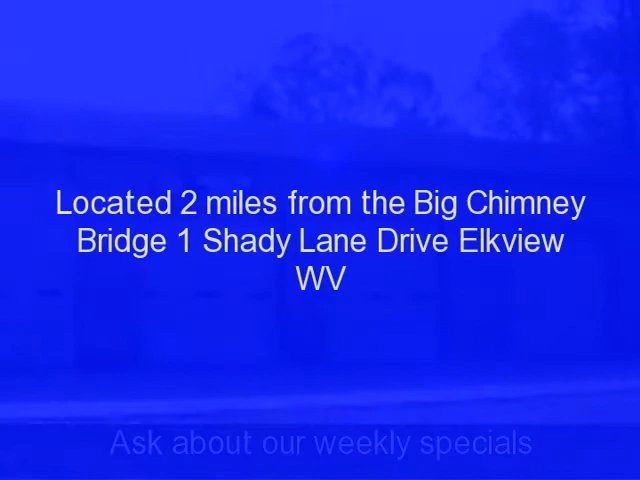 Located 2 miles from the Big Chimney
Bridge 1 Shady Lane Drive Elkview
WV
Ask about our weekly specials